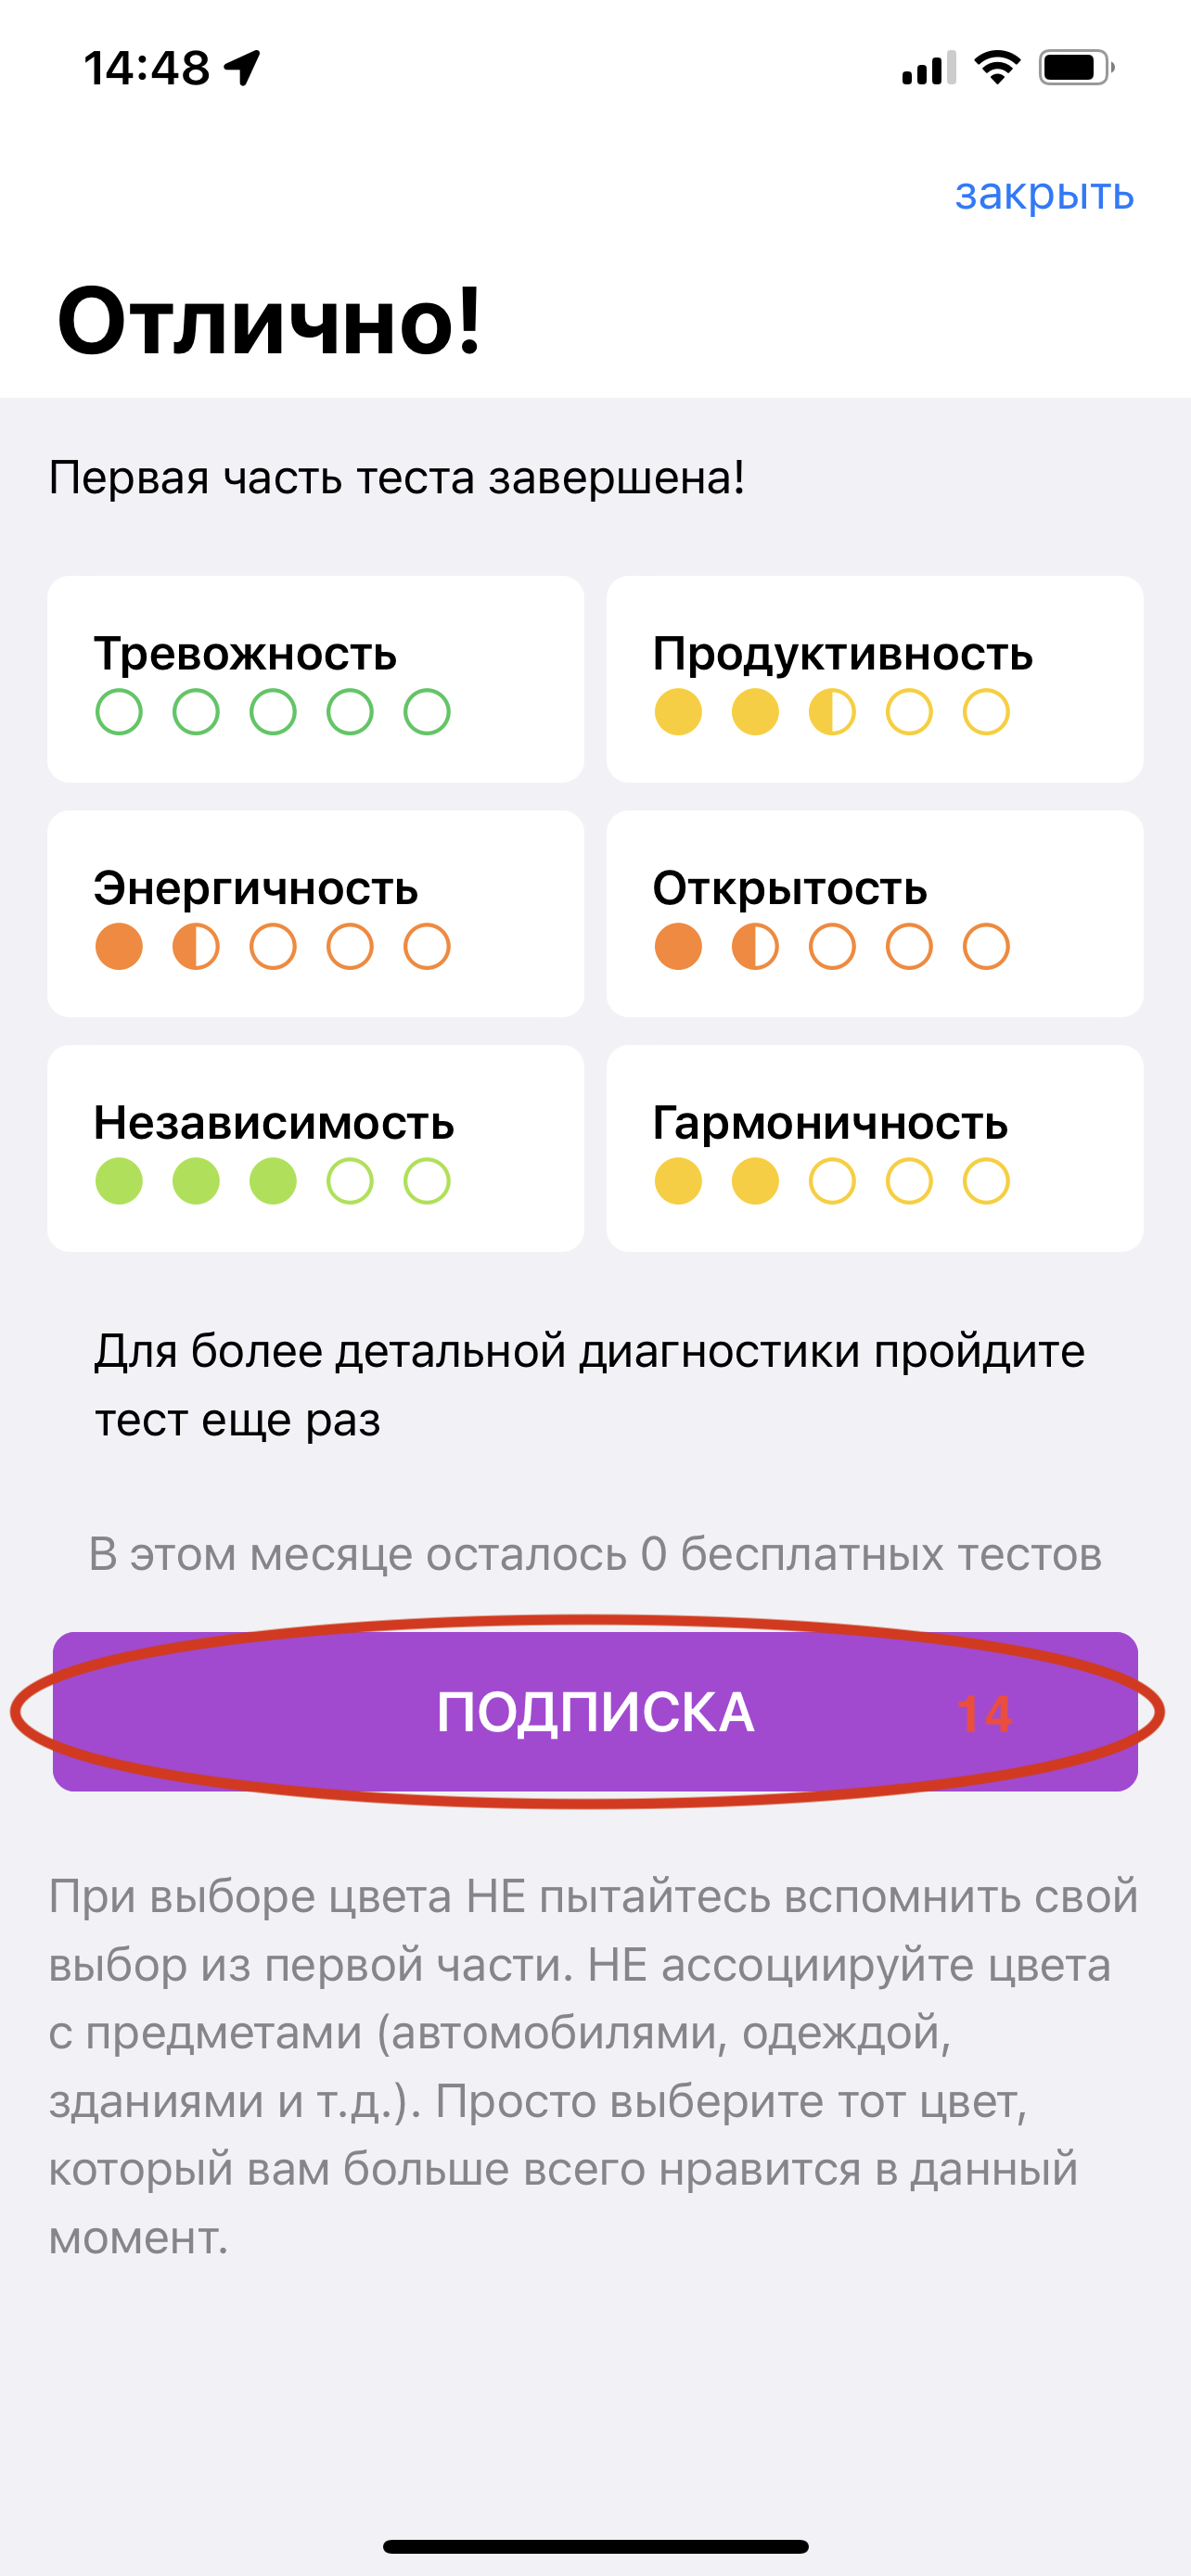 14:48
закрыть
Отлично!
Первая часть теста завершена!
Тревожность
Продуктивность
Энергичность
Открытость
Независимость
Гармоничность
Для более детальной диагностики пройдите
тест еще раз
В этом месяце осталось 0 бесплатных тестов
ПОДПИСКА 14
При выборе цвета НЕ пытайтесь вспомнить свой
выбор из первой части. НЕ ассоциируйте цвета
с предметами (автомобилями, одеждой,
зданиями и т.д.). Просто выберите тот цвет,
который вам больше всего нравится в данный
момент.